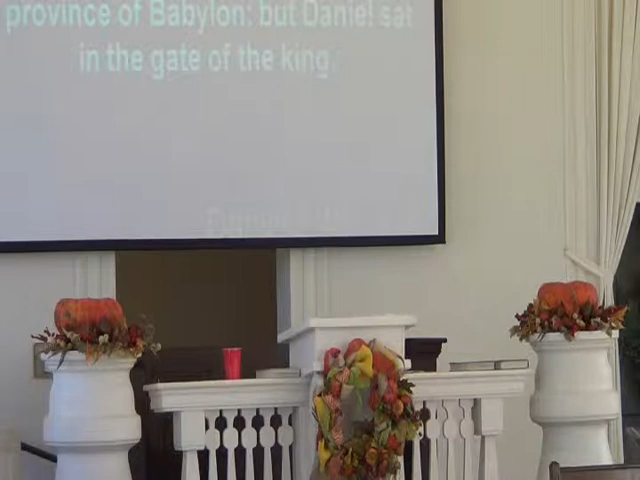 province of Babylon: but Daniel sat
in the gate of the king.